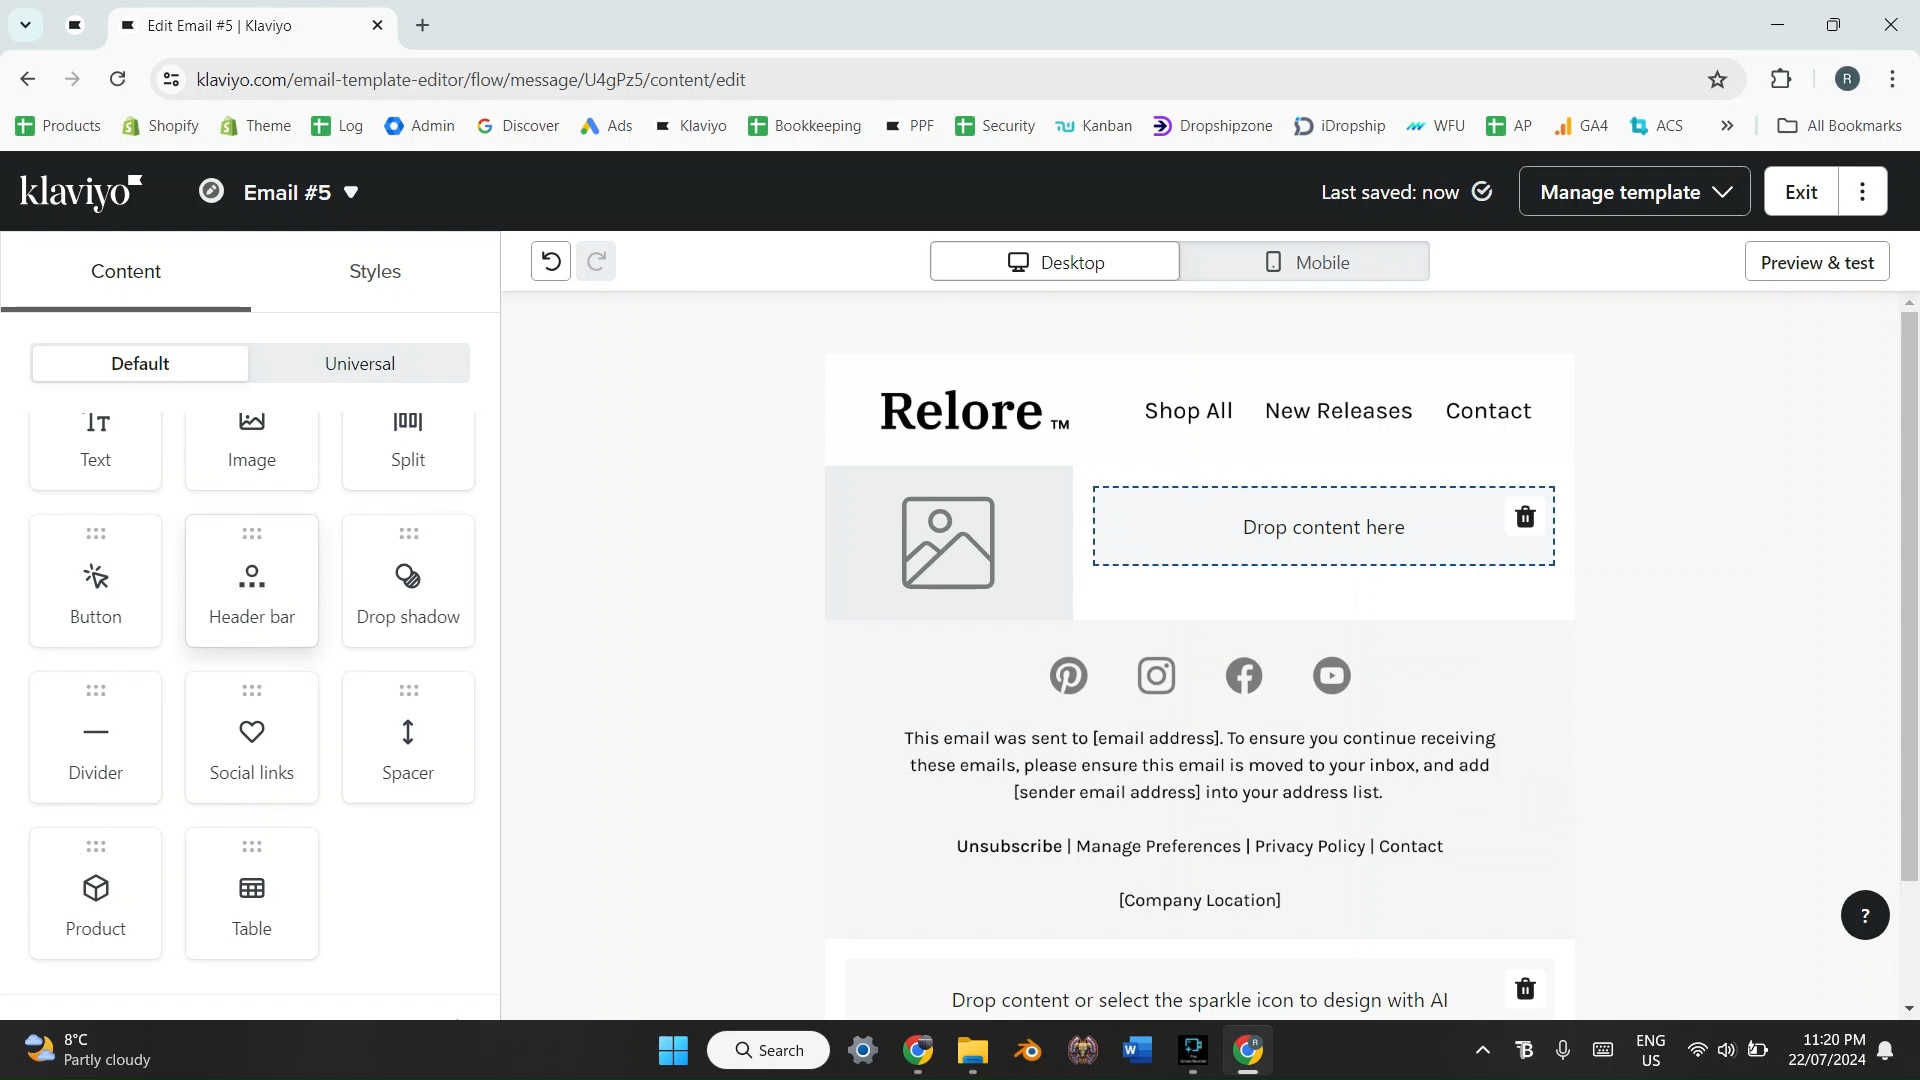 Edit Email #5 | Klaviyo
klaviyo.com/email-template-editor/flow/message/U4gPz5/content/edit
R
Products Shopify Theme Log Admin Discover Ads Klaviyo Bookkeeping PPF Security Kanban Dropshipzone iDropship WFU AP GA4 ACS All Bookmarks
klaviyo Email #5 Last saved: now Manage template Exit
Content Styles Desktop Mobile Preview & test
Default Universal
Text Image Split
Button Header bar Drop shadow
Divider Social links Spacer
Product Table
Relore™ Shop All New Releases Contact
Drop content here
This email was sent to [email address]. To ensure you continue receiving
these emails, please ensure this email is moved to your inbox, and add
[sender email address] into your address list.
Unsubscribe | Manage Preferences | Privacy Policy | Contact
[Company Location]
?
Drop content or select the sparkle icon to design with AI
8°C
Partly cloudy
Search
ENG
US
11:20 PM
22/07/2024